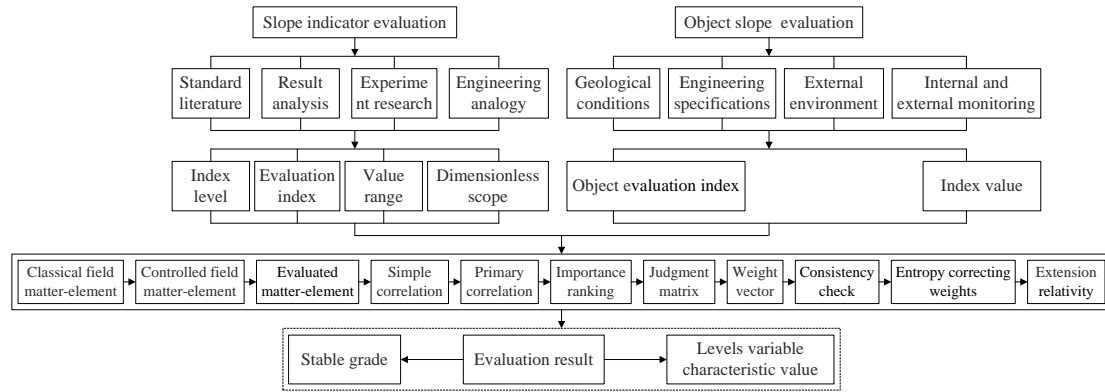 Slope indicator evaluation
Object slope evaluation
Standard
literature
Result
analysis
Experime
nt research
Engineering
analogy
Geological
conditions
Engineering
specifications
External
environment
Internal and
external monitoring
Index
level
Evaluation
index
Value
range
Dimensionless
scope
Object evaluation index
Index value
Classical field
matter-element
Controlled field
matter-element
Evaluated
matter-element
Simple
correlation
Primary
correlation
Importance
ranking
Judgment
matrix
Weight
vector
Consistency
check
Entropy correcting
weights
Extension
relativity
Stable grade
Evaluation result
Levels variable
characteristic value